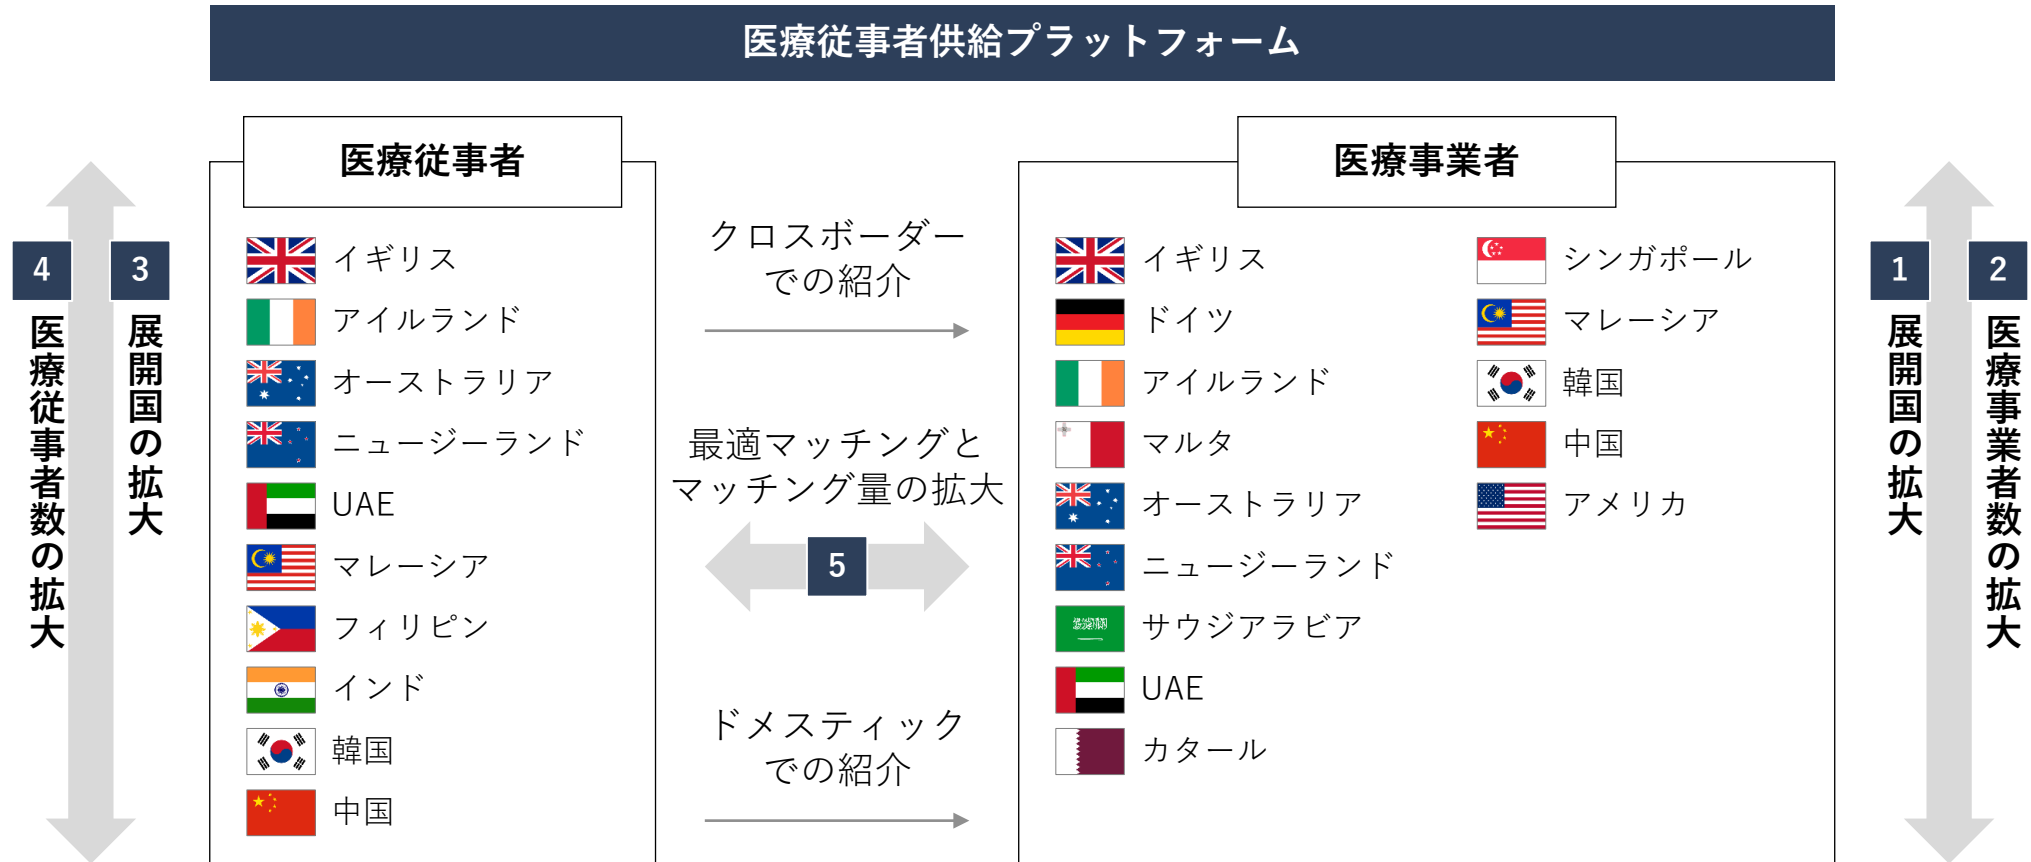 医療従事者供給プラットフォーム
医療従事者
イギリス
アイルランド
オーストラリア
ニュージーランド
UAE
マレーシア
フィリピン
インド
韓国
中国
4
医療従事者数の拡大
3
展開国の拡大
クロスボーダー
での紹介
最適マッチングと
マッチング量の拡大
5
ドメスティック
での紹介
医療事業者
イギリス
ドイツ
アイルランド
マルタ
オーストラリア
ニュージーランド
サウジアラビア
UAE
カタール
シンガポール
マレーシア
韓国
中国
アメリカ
1
展開国の拡大
2
医療事業者数の拡大